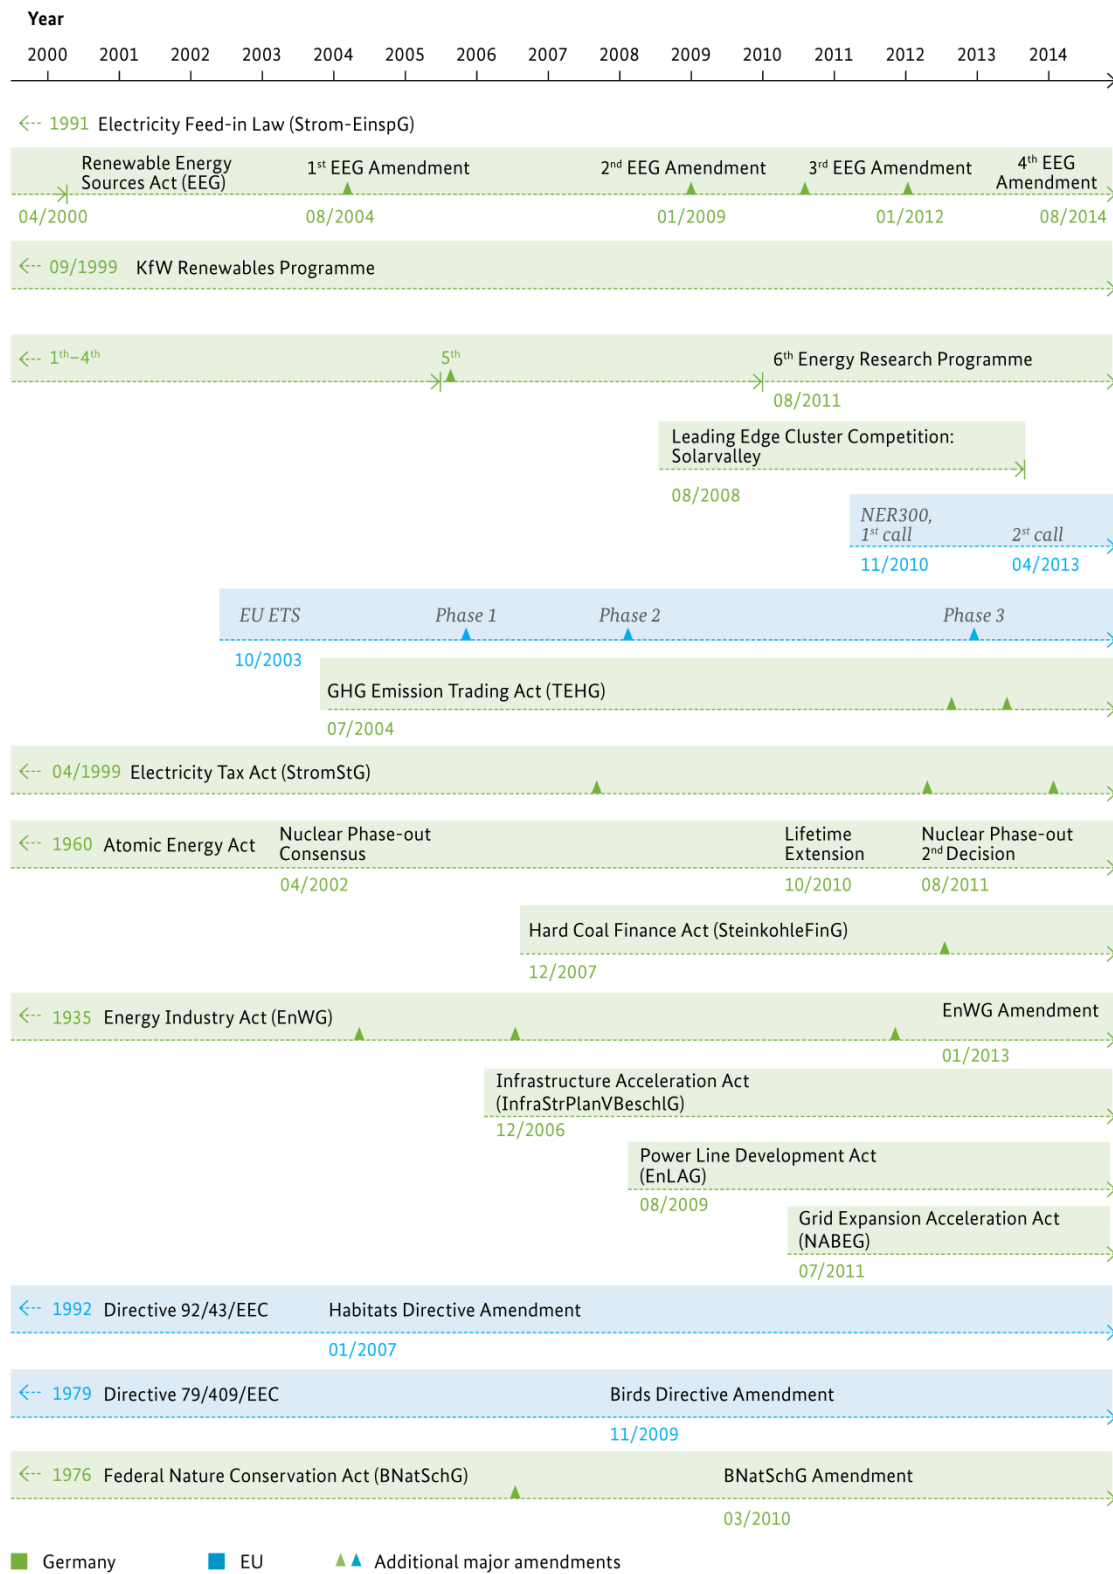 Year
2000 2001 2002 2003 2004 2005 2006 2007 2008 2009 2010 2011 2012 2013 2014
1991 Electricity Feed-in Law (Strom-EinspG)
Renewable Energy
Sources Act (EEG)
1st EEG Amendment
2nd EEG Amendment
3rd EEG Amendment
4th EEG
Amendment
04/2000 08/2004 01/2009 01/2012 08/2014
09/1999 KfW Renewables Programme
1th–4th 5th 6th Energy Research Programme
08/2011
Leading Edge Cluster Competition:
Solarvalley
08/2008
NER300,
1st call 2st call
11/2010 04/2013
EU ETS Phase 1 Phase 2 Phase 3
10/2003
GHG Emission Trading Act (TEHG)
07/2004
04/1999 Electricity Tax Act (StromStG)
1960 Atomic Energy Act
Nuclear Phase-out
Consensus
Lifetime
Extension
Nuclear Phase-out
2nd Decision
04/2002 10/2010 08/2011
Hard Coal Finance Act (SteinkohleFinG)
12/2007
1935 Energy Industry Act (EnWG)
EnWG Amendment
01/2013
Infrastructure Acceleration Act
(InfraStrPlanVBeschlG)
12/2006
Power Line Development Act
(EnLAG)
08/2009
Grid Expansion Acceleration Act
(NABEG)
07/2011
1992 Directive 92/43/EEC Habitats Directive Amendment
01/2007
1979 Directive 79/409/EEC Birds Directive Amendment
11/2009
1976 Federal Nature Conservation Act (BNatSchG) BNatSchG Amendment
03/2010
Germany EU Additional major amendments